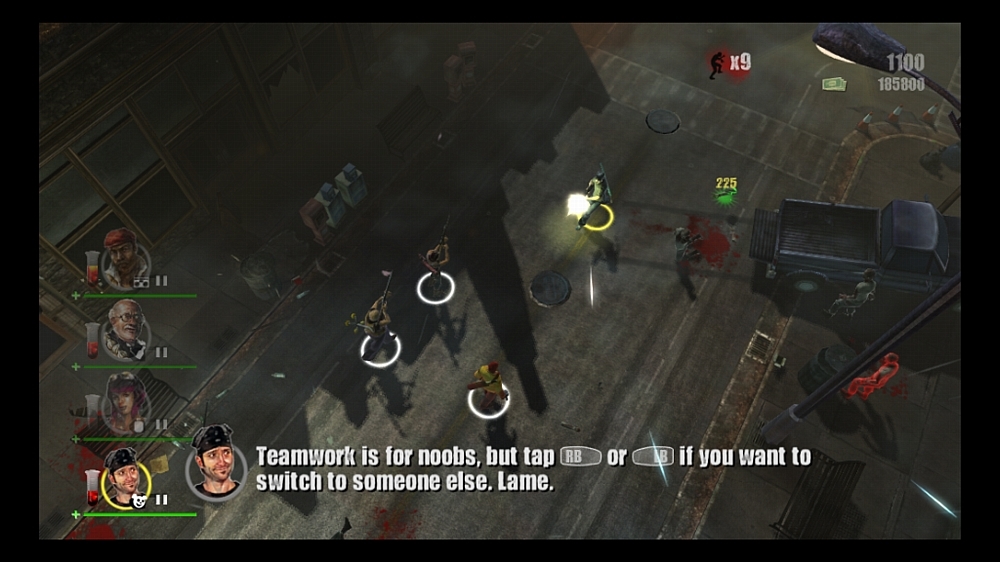 x9
1100
185800
225
Teamwork is for noobs, but tap RB or LB if you want to
switch to someone else. Lame.